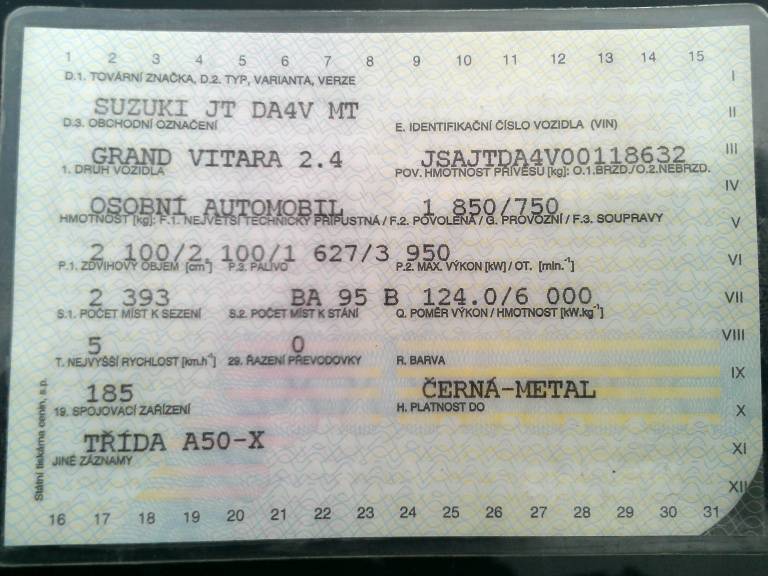 1 2 3 4 5 6 7 8 9 10 11 12 13 14 15
D.1. TOVÁRNÍ ZNAČKA, D.2. TYP, VARIANTA, VERZE I
SUZUKI JT DA4V MT II
D.3. OBCHODNÍ OZNAČENÍ E. IDENTIFIKAČNÍ ČÍSLO VOZIDLA (VIN)
GRAND VITARA 2.4 JSAJTDA4V00118632 III
1. DRUH VOZIDLA POV. HMOTNOST PŘÍVĚSU [kg]: O.1.BRZD./O.2.NEBRZD.
OSOBNÍ AUTOMOBIL 1 850/750 IV
HMOTNOST [kg]: F.1. NEJVĚTŠÍ TECHNICKY PŘÍPUSTNÁ / F.2. POVOLENÁ / G. PROVOZNÍ / F.3. SOUPRAVY V
2 100/2 100/1 627/3 950
P.1. ZDVIHOVÝ OBJEM [cm³] P.3. PALIVO P.2. MAX. VÝKON [kW] / OT. [min.⁻¹] VI
2 393 BA 95 B 124.0/6 000 VII
S.1. POČET MÍST K SEZENÍ S.2. POČET MÍST K STÁNÍ Q. POMĚR VÝKON / HMOTNOST [kW.kg⁻¹]
5 0 VIII
T. NEJVYŠŠÍ RYCHLOST [km.h⁻¹] 29. ŘAZENÍ PŘEVODOVKY R. BARVA
185 ČERNÁ-METAL IX
19. SPOJOVACÍ ZAŘÍZENÍ H. PLATNOST DO X
TŘÍDA A50-X XI
JINÉ ZÁZNAMY
XII
16 17 18 19 20 21 22 23 24 25 26 27 28 29 30 31
Státní tiskárna cenin, s.p.